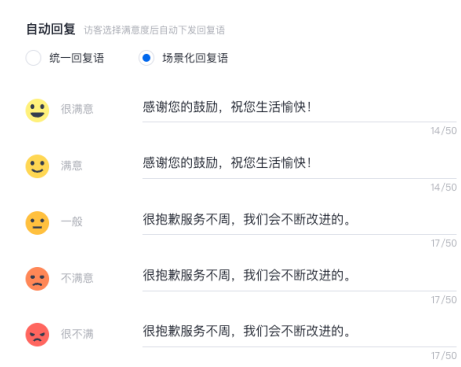 自动回复 访客选择满意度后自动下发回复语
统一回复语 场景化回复语
很满意 感谢您的鼓励，祝您生活愉快！
14/50
满意 感谢您的鼓励，祝您生活愉快！
14/50
一般 很抱歉服务不周，我们会不断改进的。
17/50
不满意 很抱歉服务不周，我们会不断改进的。
17/50
很不满 很抱歉服务不周，我们会不断改进的。
17/50